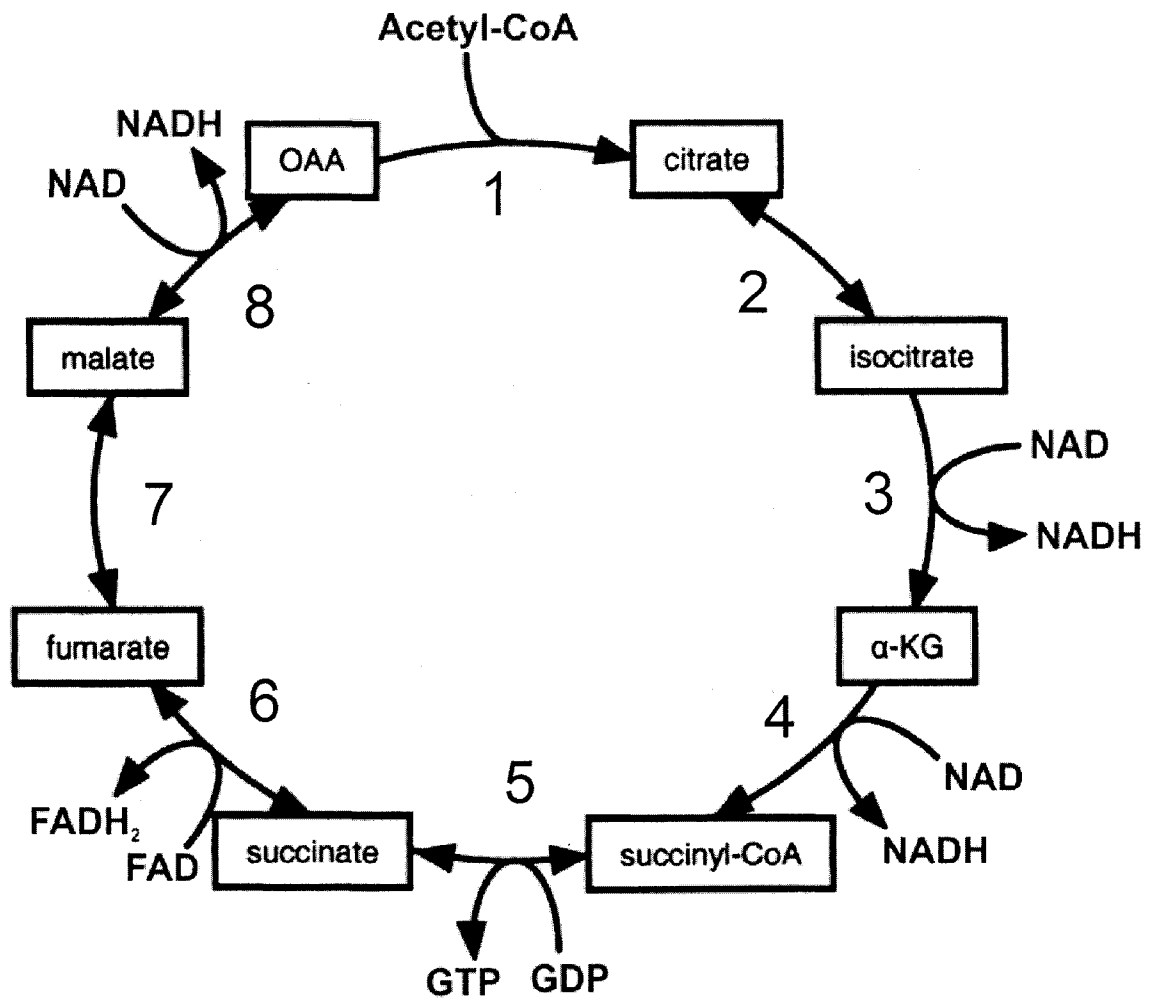 Acetyl-CoA
NADH
OAA
citrate
NAD
1
2
8
malate
isocitrate
NAD
3
7
NADH
fumarate
α-KG
6
4
NAD
5
FADH₂
FAD
succinate
succinyl-CoA
NADH
GTP
GDP